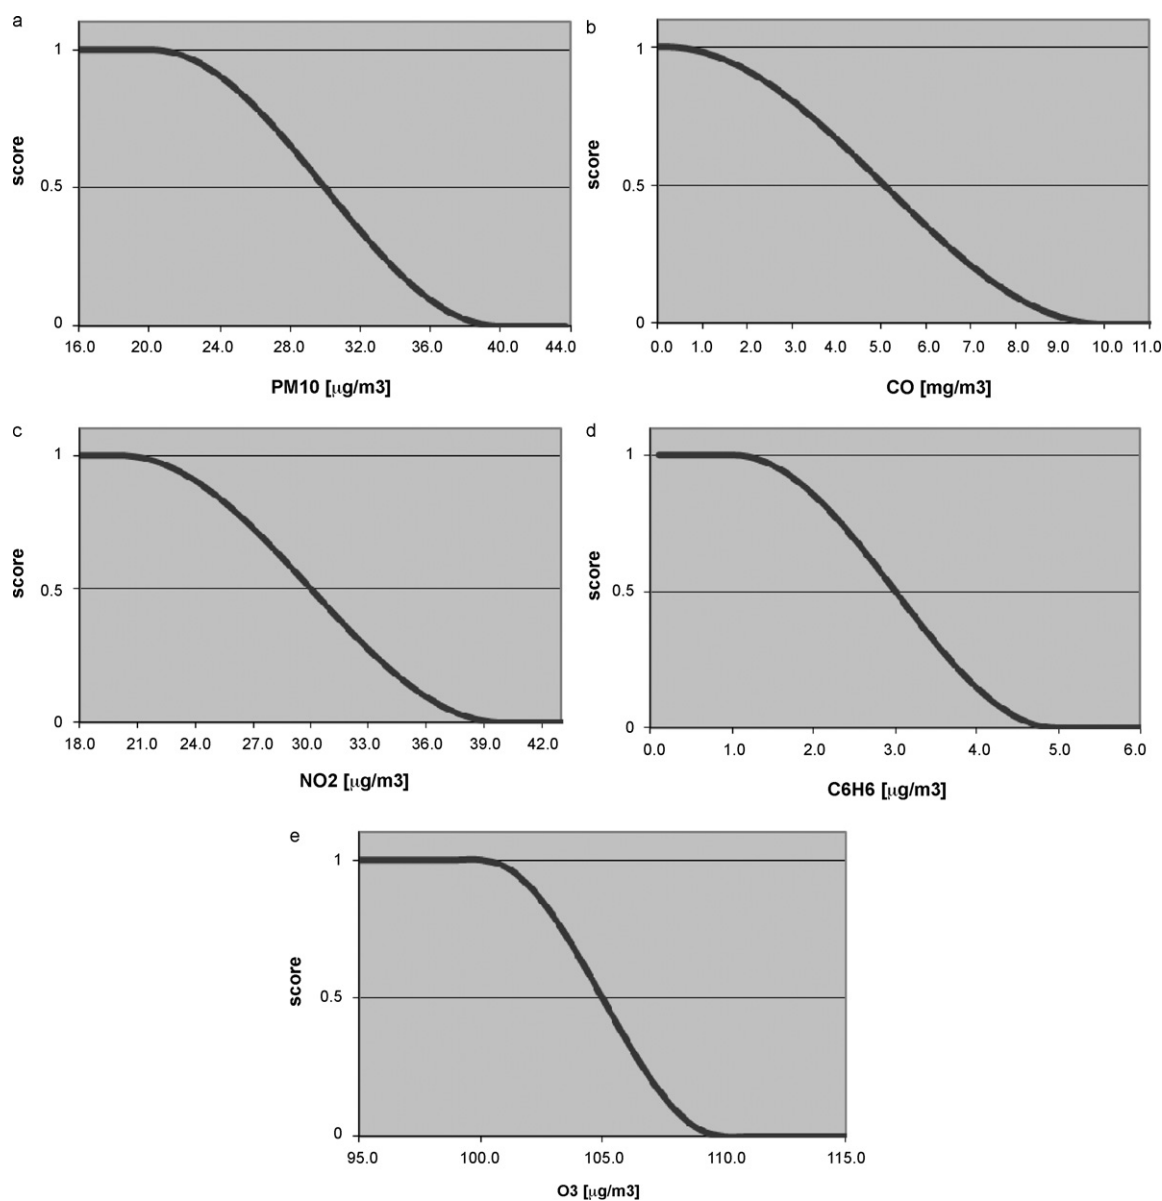 a
1
0.5
0
score
16.0 20.0 24.0 28.0 32.0 36.0 40.0 44.0
PM10 [µg/m3]
b
1
0.5
0
score
0.0 1.0 2.0 3.0 4.0 5.0 6.0 7.0 8.0 9.0 10.0 11.0
CO [mg/m3]
c
1
0.5
0
score
18.0 21.0 24.0 27.0 30.0 33.0 36.0 39.0 42.0
NO2 [µg/m3]
d
1
0.5
0
score
0.0 1.0 2.0 3.0 4.0 5.0 6.0
C6H6 [µg/m3]
e
1
0.5
0
score
95.0 100.0 105.0 110.0 115.0
O3 [µg/m3]